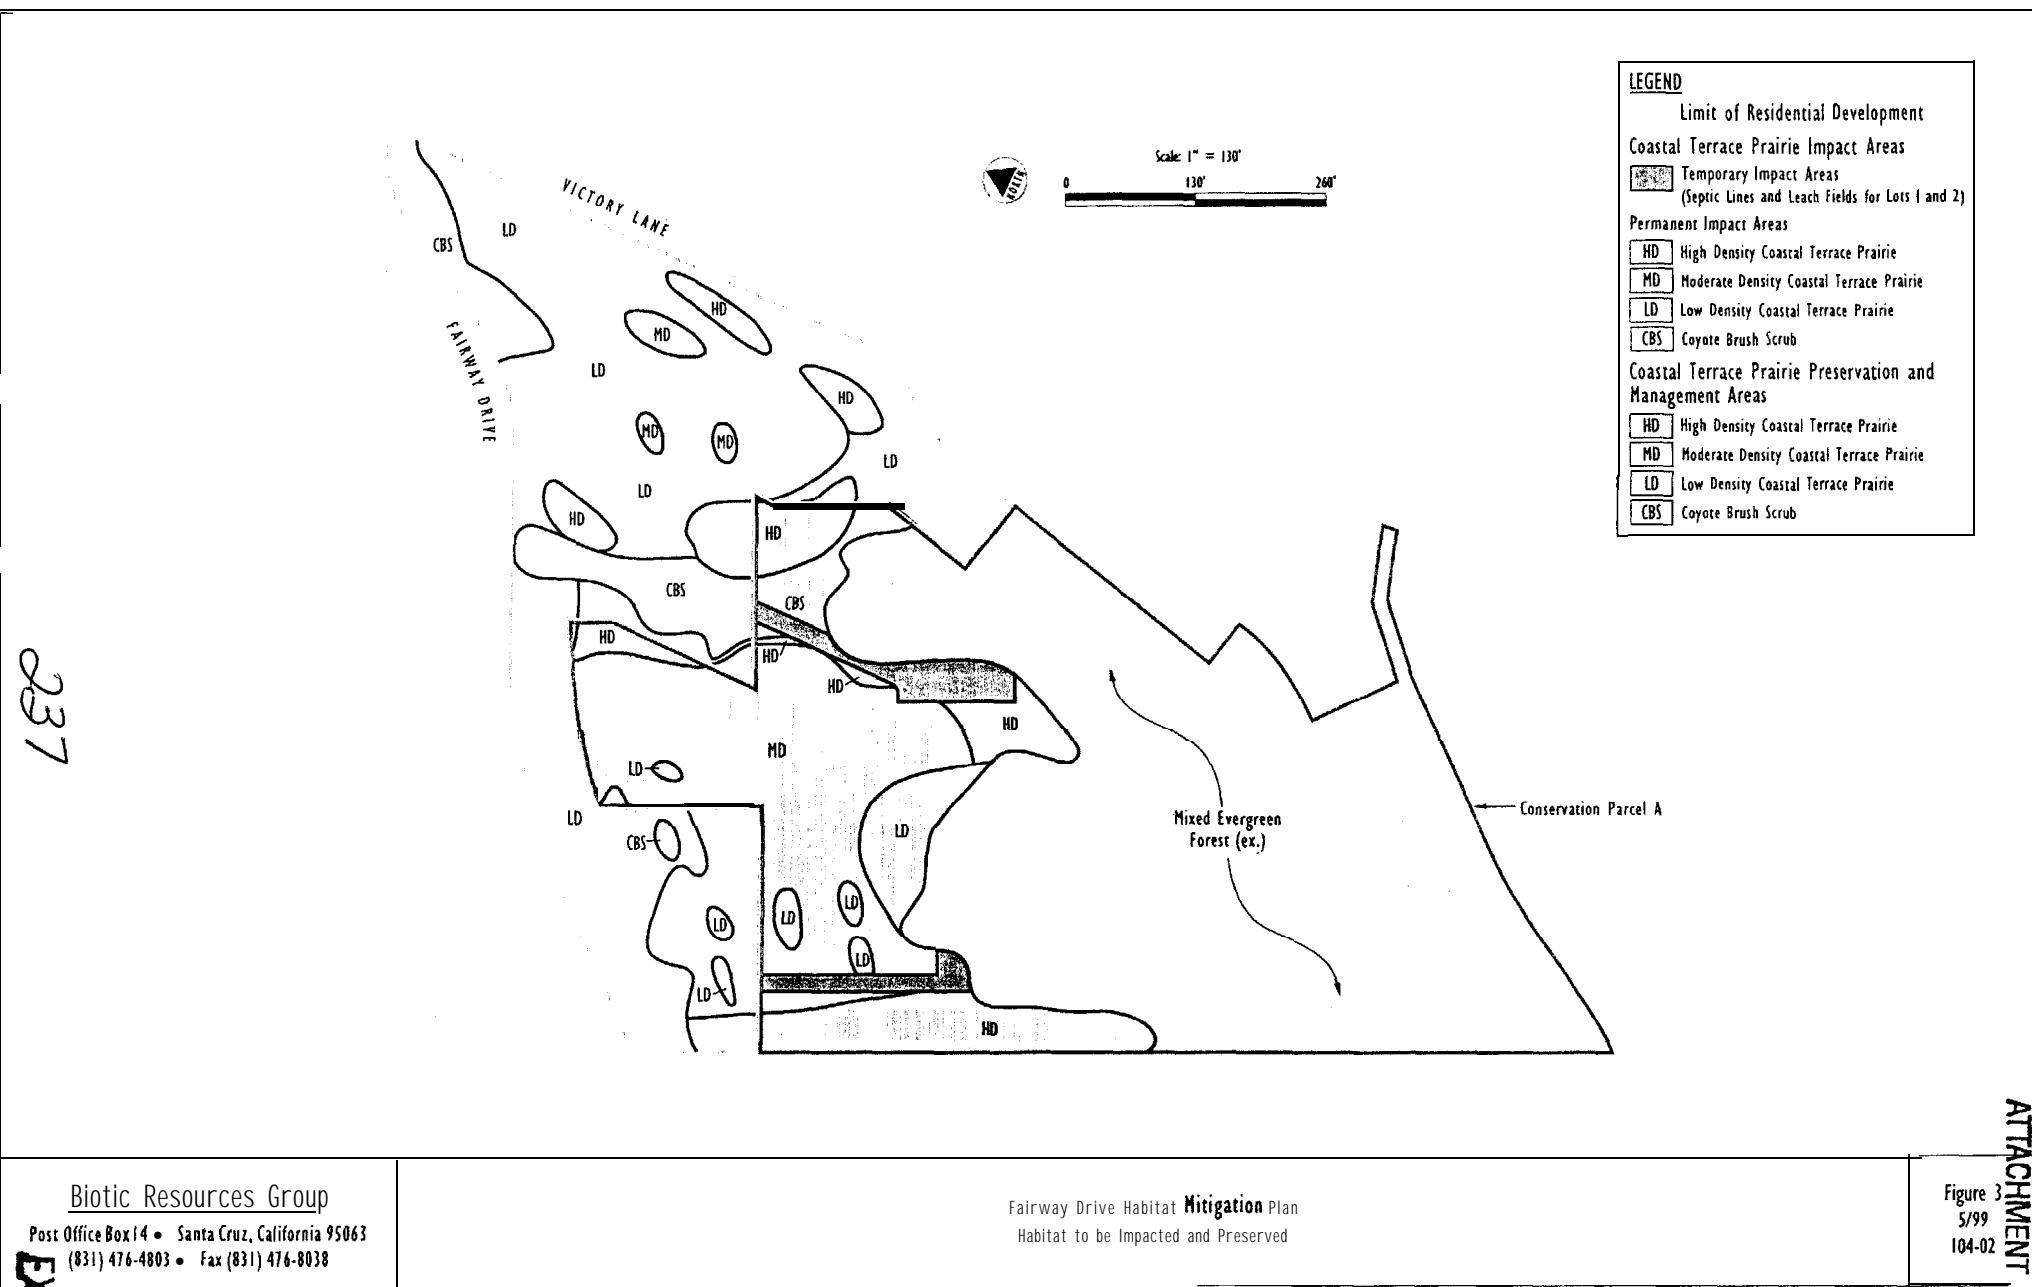 LEGEND
Limit of Residential Development
Coastal Terrace Prairie Impact Areas
Temporary Impact Areas
(Septic Lines and Leach Fields for Lots 1 and 2)
Permanent Impact Areas
HD High Density Coastal Terrace Prairie
MD Moderate Density Coastal Terrace Prairie
LD Low Density Coastal Terrace Prairie
CBS Coyote Brush Scrub
Coastal Terrace Prairie Preservation and
Management Areas
HD High Density Coastal Terrace Prairie
MD Moderate Density Coastal Terrace Prairie
LD Low Density Coastal Terrace Prairie
CBS Coyote Brush Scrub
Scale: 1" = 130'
0 130' 260'
NORTH
VICTORY LANE
FAIRWAY DRIVE
LD
CBS
HD
MD
LD
HD
MD
MD
LD
LD
HD
HD
CBS
CBS
HD
HD
HD
HD
MD
LD
LD
CBS
LD
LD
LD
LD
LD
LD
HD
Mixed Evergreen
Forest (ex.)
Conservation Parcel A
237
Biotic Resources Group
Post Office Box 14 • Santa Cruz, California 95063
(831) 476-4803 • Fax (831) 476-8038
EX
Fairway Drive Habitat Mitigation Plan
Habitat to be Impacted and Preserved
Figure 3
5/99
104-02
ATTACHMENT